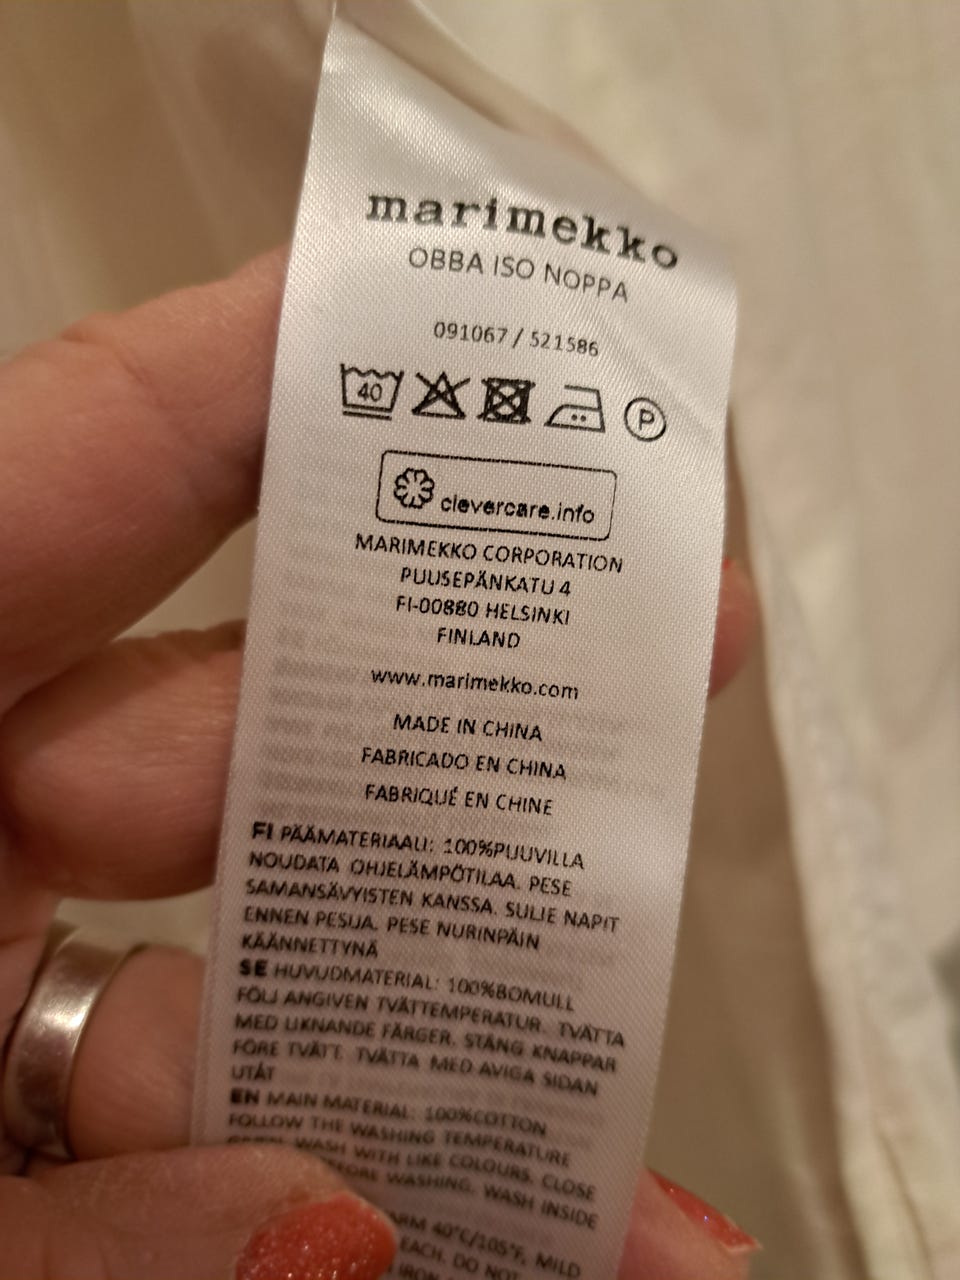 marimekko
OBBA ISO NOPPA
091067 / 521586
40
P
clevercare.info
MARIMEKKO CORPORATION
PUUSEPÄNKATU 4
FI-00880 HELSINKI
FINLAND
www.marimekko.com
MADE IN CHINA
FABRICADO EN CHINA
FABRIQUÉ EN CHINE
FI PÄÄMATERIAALI: 100%PUUVILLA
NOUDATA OHJELÄMPÖTILAA. PESE
SAMANSÄVYISTEN KANSSA. SULJE NAPIT
ENNEN PESUA. PESE NURINPÄIN
KÄÄNNETTYNÄ
SE HUVUDMATERIAL: 100%BOMULL
FÖLJ ANGIVEN TVÄTTEMPERATUR. TVÄTTA
MED LIKNANDE FÄRGER. STÄNG KNAPPAR
FÖRE TVÄTT. TVÄTTA MED AVIGA SIDAN
UTÅT
EN MAIN MATERIAL: 100%COTTON
FOLLOW THE WASHING TEMPERATURE
WASH WITH LIKE COLOURS. CLOSE
BEFORE WASHING. WASH INSIDE
WARM 40°C/105°F, MILD
DO NOT
IRON